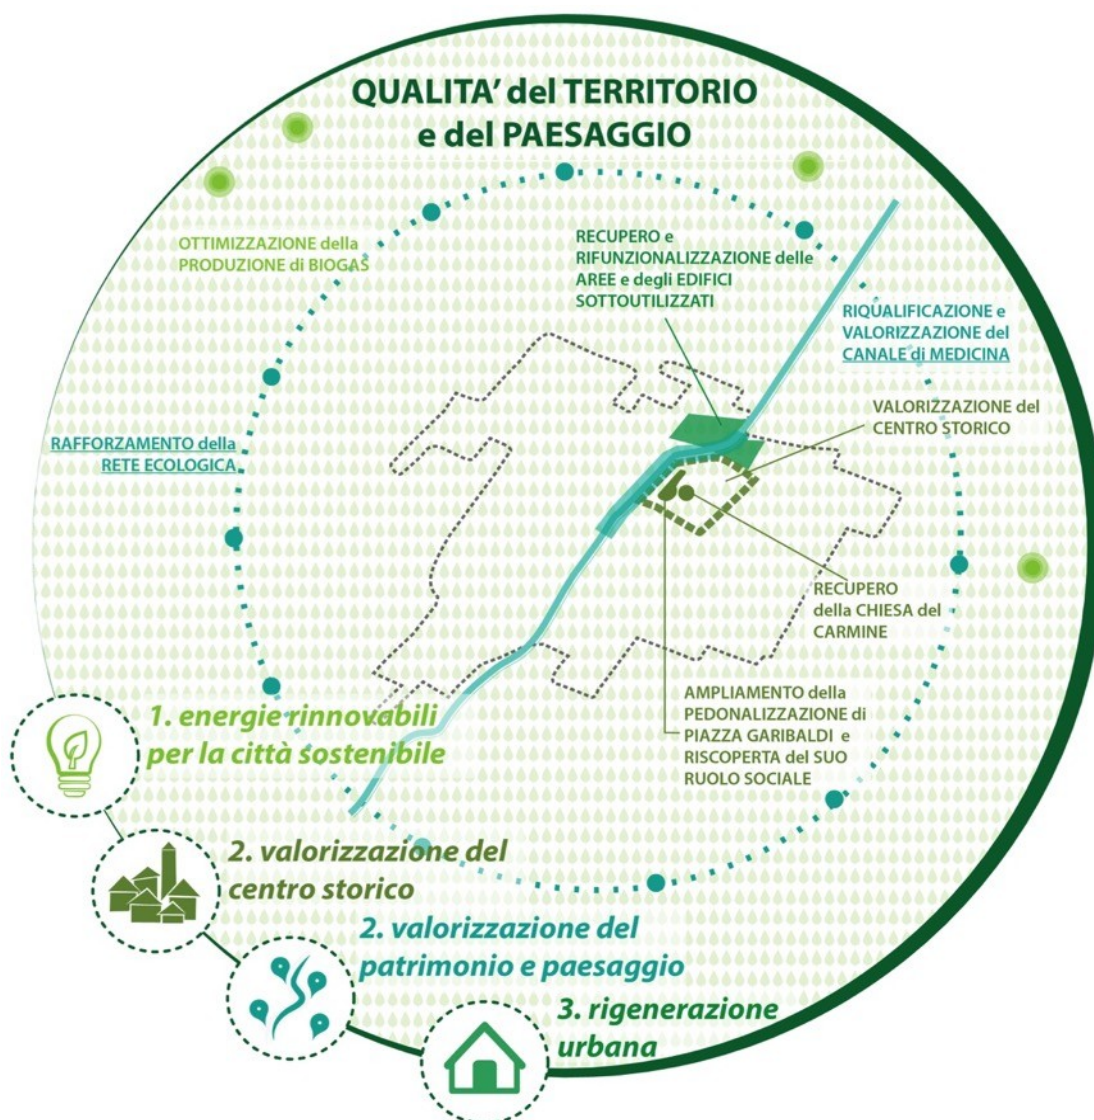 QUALITA' del TERRITORIO
e del PAESAGGIO
OTTIMIZZAZIONE della
PRODUZIONE di BIOGAS
RECUPERO e
RIFUNZIONALIZZAZIONE delle
AREE e degli EDIFICI
SOTTOUTILIZZATI
RIQUALIFICAZIONE e
VALORIZZAZIONE del
CANALE di MEDICINA
VALORIZZAZIONE del
CENTRO STORICO
RAFFORZAMENTO della
RETE ECOLOGICA
RECUPERO
della CHIESA del
CARMINE
AMPLIAMENTO della
PEDONALIZZAZIONE di
PIAZZA GARIBALDI e
RISCOPERTA del SUO
RUOLO SOCIALE
1. energie rinnovabili
per la città sostenibile
2. valorizzazione del
centro storico
2. valorizzazione del
patrimonio e paesaggio
3. rigenerazione
urbana